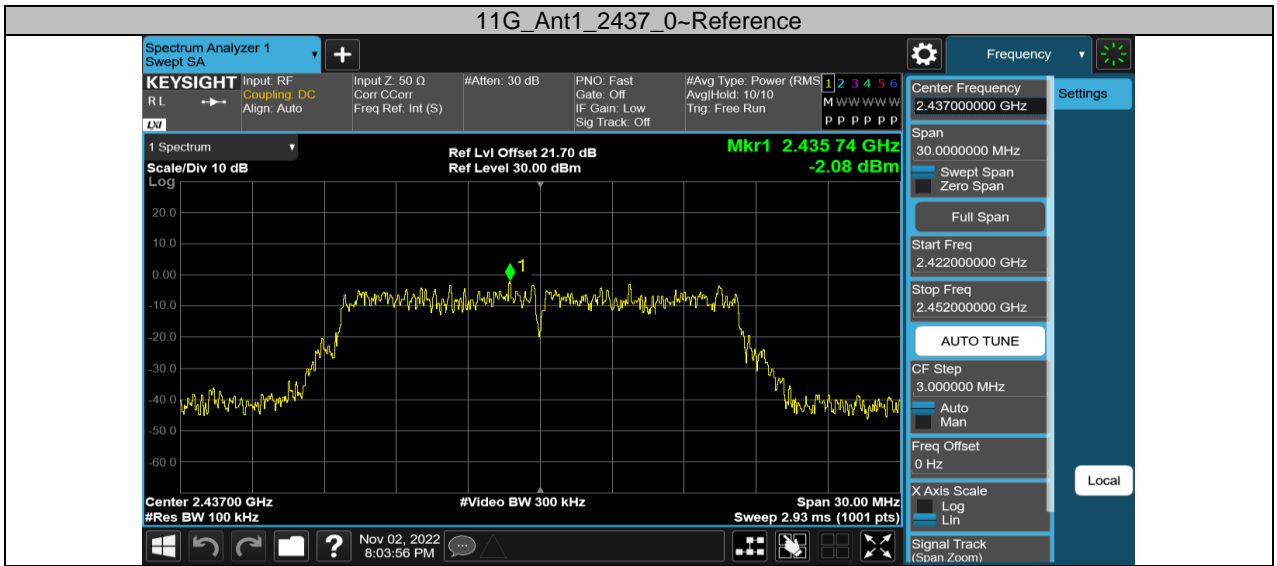 11G_Ant1_2437_0~Reference
Spectrum Analyzer 1
Swept SA
+
Frequency
KEYSIGHT
R L
LXI
Input: RF
Coupling: DC
Align: Auto
Input Z: 50 Ω
Corr CCorr
Freq Ref: Int (S)
#Atten: 30 dB
PNO: Fast
Gate: Off
IF Gain: Low
Sig Track: Off
#Avg Type: Power (RMS
Avg|Hold: 10/10
Trig: Free Run
1 2 3 4 5 6
M W W W W W
P P P P P P
1 Spectrum
Scale/Div 10 dB
Ref Lvl Offset 21.70 dB
Ref Level 30.00 dBm
Mkr1 2.435 74 GHz
-2.08 dBm
Log
20.0
10.0
0.00
-10.0
-20.0
-30.0
-40.0
-50.0
-60.0
1
Center 2.43700 GHz
#Res BW 100 kHz
#Video BW 300 kHz
Span 30.00 MHz
Sweep 2.93 ms (1001 pts)
Center Frequency
2.437000000 GHz
Settings
Span
30.0000000 MHz
Swept Span
Zero Span
Full Span
Start Freq
2.422000000 GHz
Stop Freq
2.452000000 GHz
AUTO TUNE
CF Step
3.000000 MHz
Auto
Man
Freq Offset
0 Hz
X Axis Scale
Log
Lin
Signal Track
(Span Zoom)
Local
?
Nov 02, 2022
8:03:56 PM